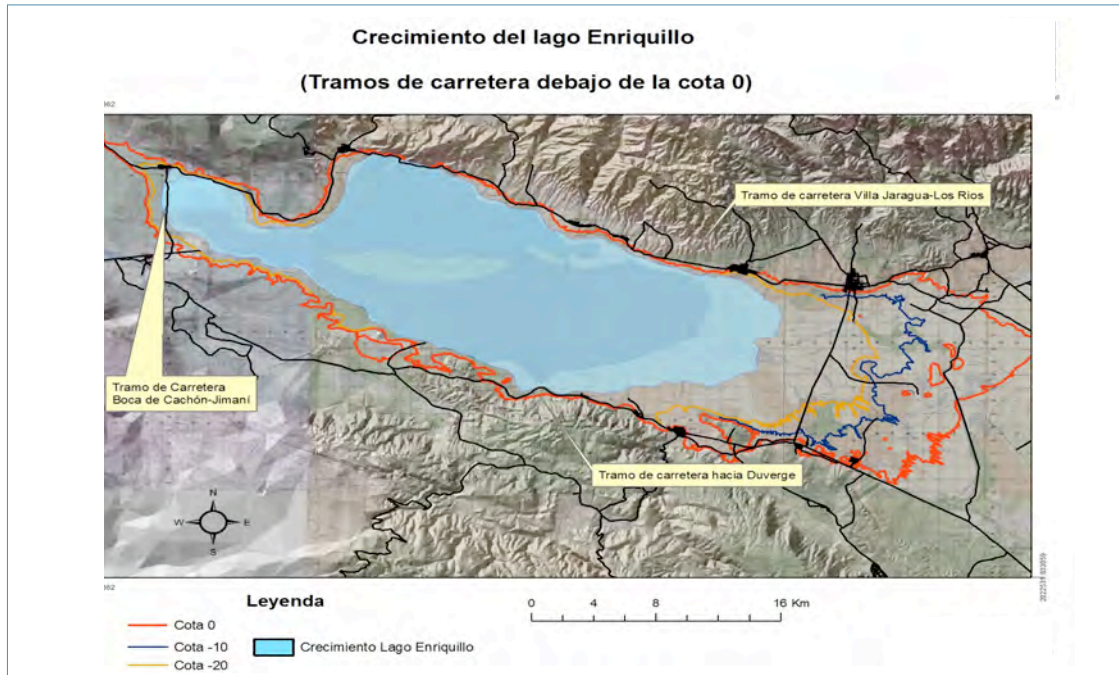 Crecimiento del lago Enriquillo
(Tramos de carretera debajo de la cota 0)
Tramo de carretera Villa Jaragua-Los Rios
Tramo de Carretera
Boca de Cachón-Jimaní
Tramo de carretera hacia Duverge
N
W E
S
Leyenda
Cota 0
Cota -10
Cota -20
Crecimiento Lago Enriquillo
0 4 8 16 Km